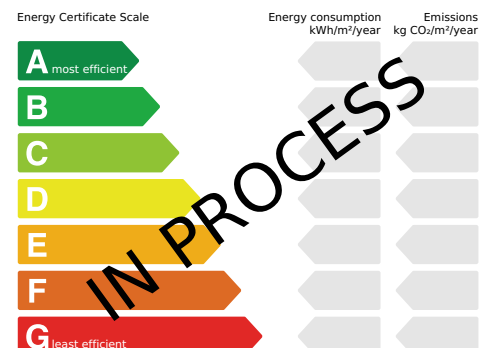 Energy Certificate Scale
Energy consumption
kWh/m²/year
Emissions
kg CO₂/m²/year
A most efficient
B
C
D
E
F
G least efficient
IN PROCESS